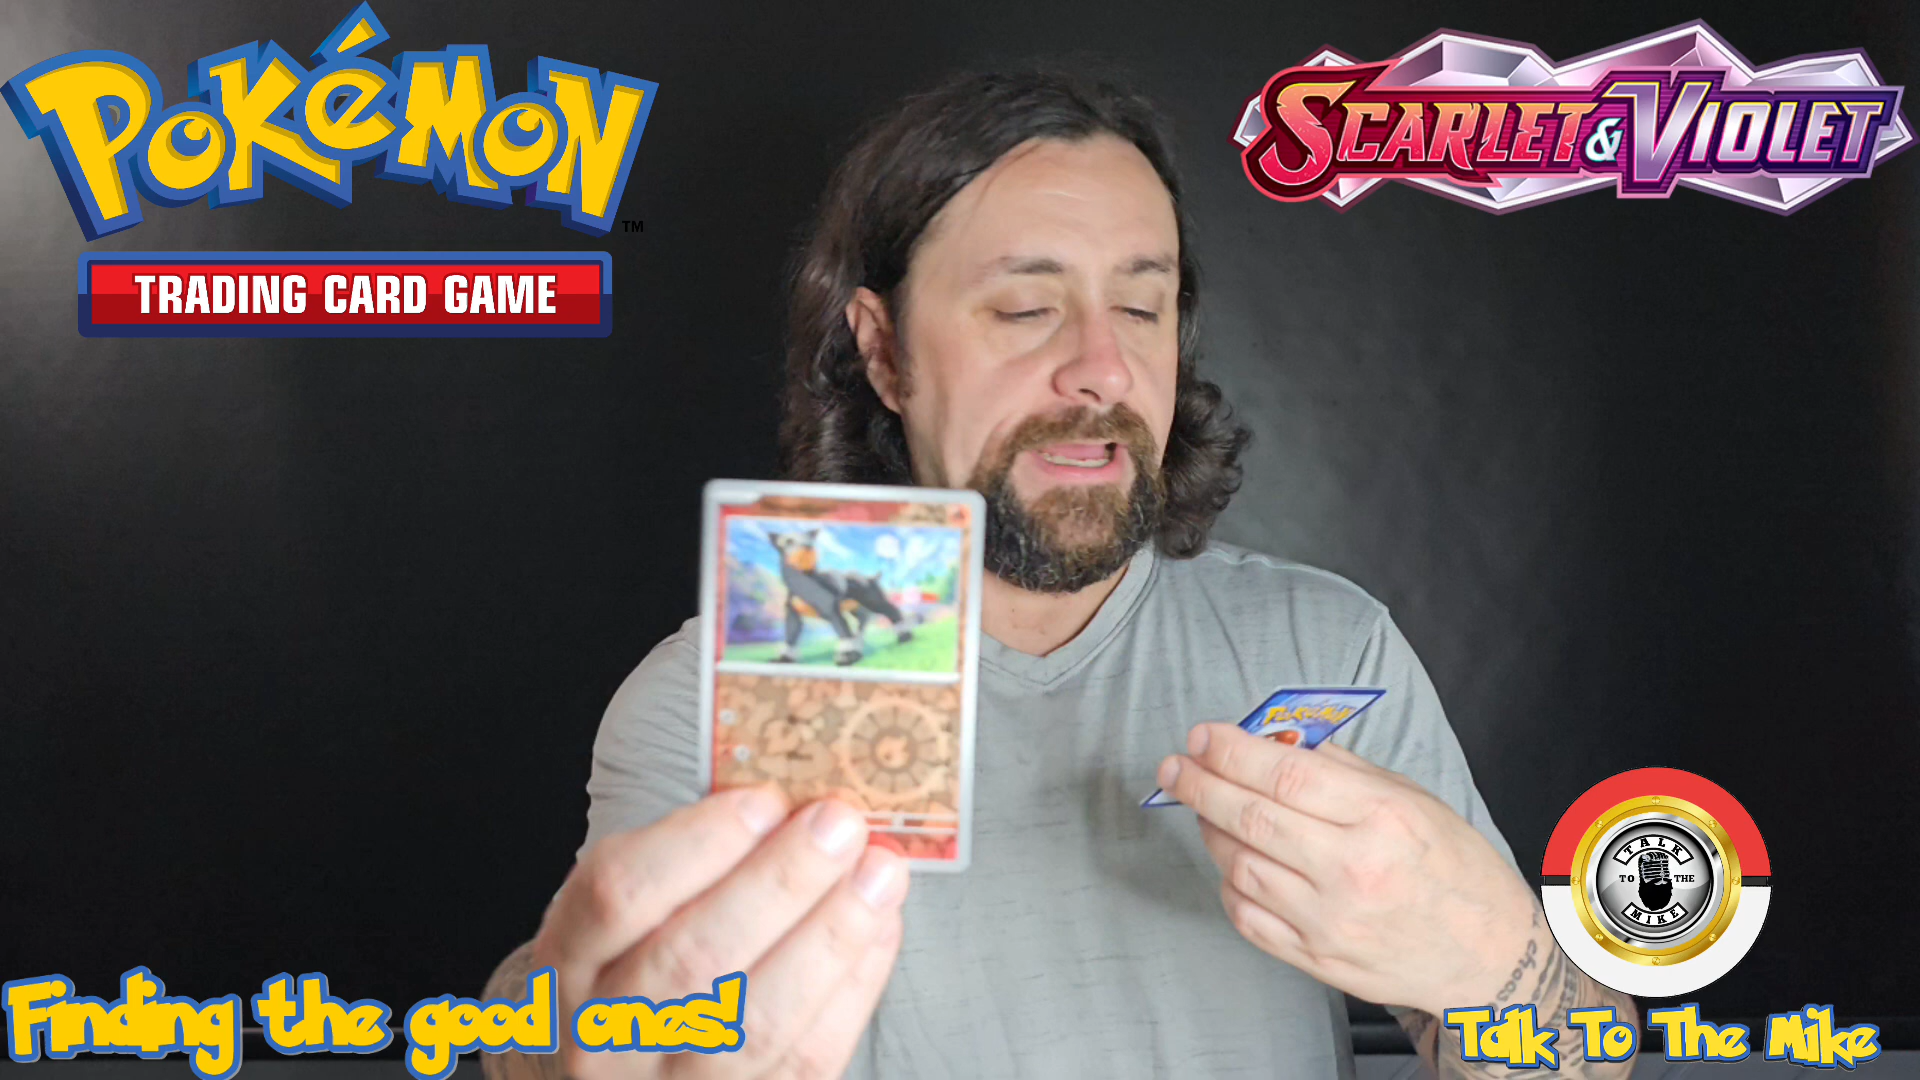 POKéMON
TM
TRADING CARD GAME
SCARLET & VIOLET
POKéMON
TALK
TO THE
MIKE
Finding the good ones!
Talk To The Mike